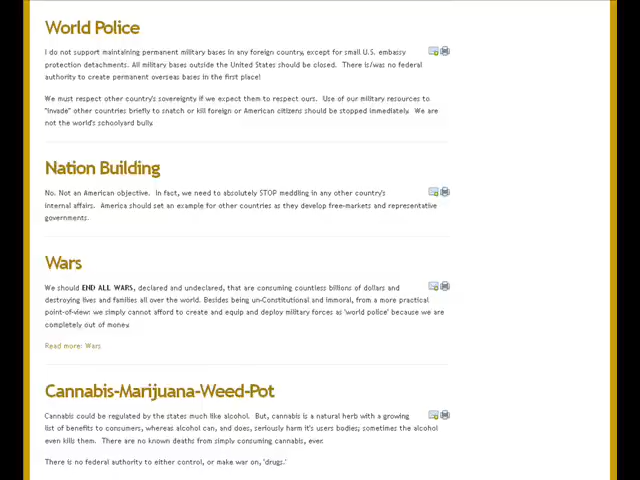 World Police
I do not support maintaining permanent military bases in any foreign country, except for small U.S. embassy
protection detachments. All military bases outside the United States should be closed. There is/was no federal
authority to create permanent overseas bases in the first place!
We must respect other country's sovereignty if we expect them to respect ours. Use of our military resources to
"invade" other countries briefly to snatch or kill foreign or American citizens should be stopped immediately. We are
not the world's schoolyard bully.
Nation Building
No. Not an American objective. In fact, we need to absolutely STOP meddling in any other country's
internal affairs. America should set an example for other countries as they develop free-markets and representative
governments.
Wars
We should END ALL WARS, declared and undeclared, that are consuming countless billions of dollars and
destroying lives and families all over the world. Besides being un-Constitutional and immoral, from a more practical
point-of-view: we simply cannot afford to create and equip and deploy military forces as 'world police' because we are
completely out of money.
Read more: Wars
Cannabis-Marijuana-Weed-Pot
Cannabis could be regulated by the states much like alcohol. But, cannabis is a natural herb with a growing
list of benefits to consumers, whereas alcohol can, and does, seriously harm it's users bodies; sometimes the alcohol
even kills them. There are no known deaths from simply consuming cannabis, ever.
There is no federal authority to either control, or make war on, 'drugs.'